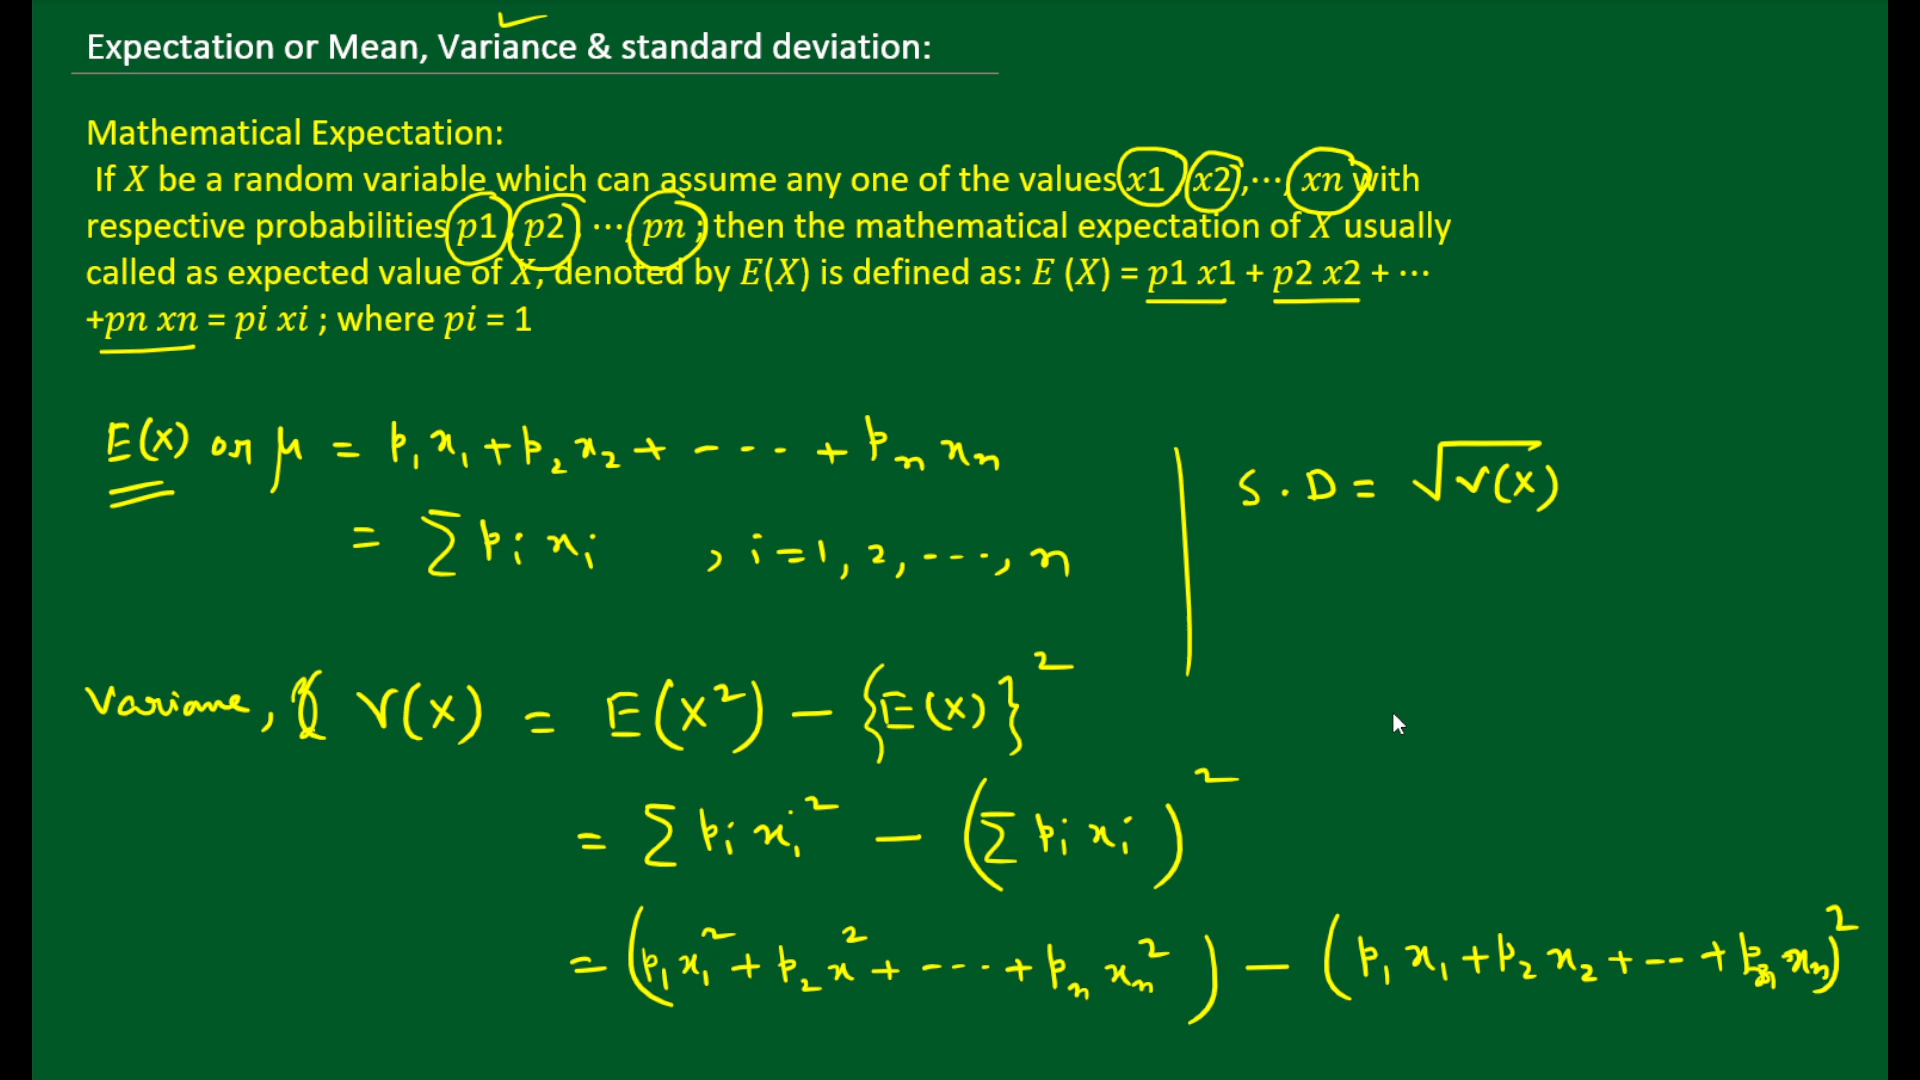 Expectation or Mean, Variance & standard deviation:
Mathematical Expectation:
If X be a random variable which can assume any one of the values x1, x2,⋯, xn with
respective probabilities p1, p2, ⋯, pn ; then the mathematical expectation of X usually
called as expected value of X, denoted by E(X) is defined as: E (X) = p1 x1 + p2 x2 + ⋯
+pn xn = pi xi ; where pi = 1
E(X) or μ = p₁x₁ + p₂x₂ + - - - - + pₙ xₙ
= Σ pᵢ xᵢ , i = 1, 2, ---, n
S.D = √V(X)
Variance, V(X) = E(X²) – {E(X)}²
= Σ pᵢ xᵢ² – (Σ pᵢ xᵢ)²
= (p₁x₁² + p₂x² + ---- + pₙ xₙ²) – (p₁ x₁ + p₂ x₂ + -- + pₙ xₙ)²